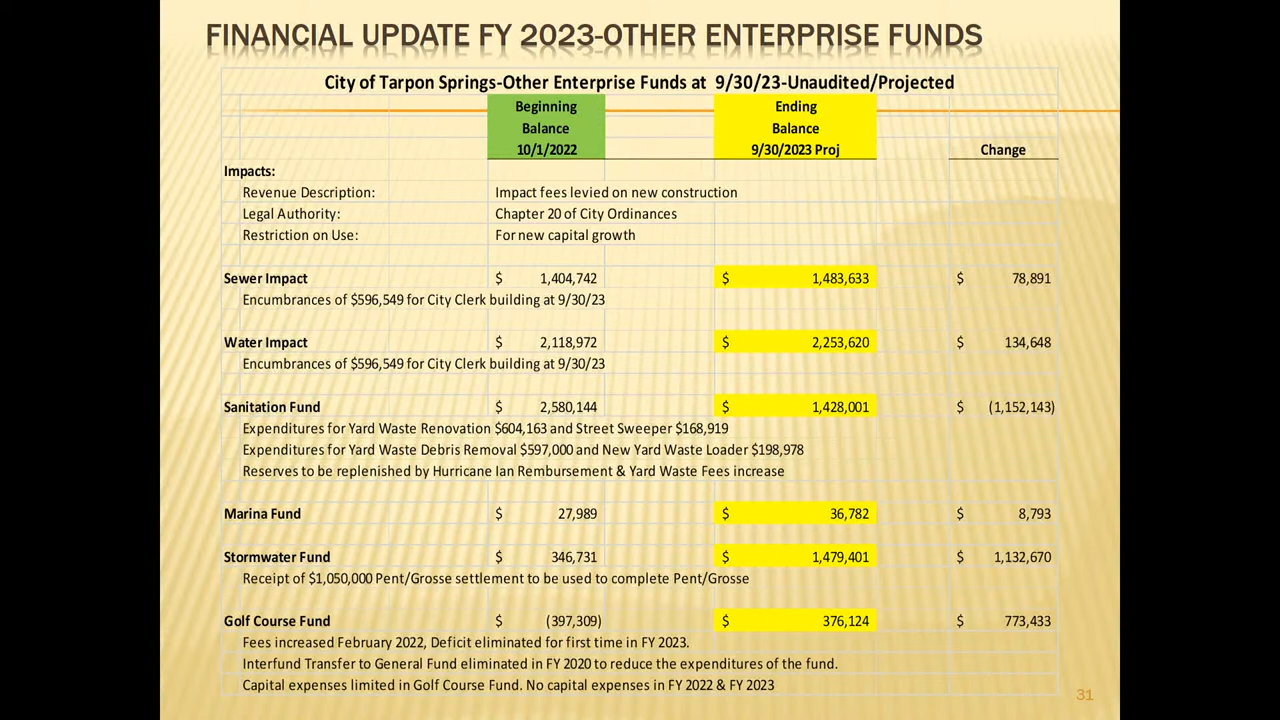 FINANCIAL UPDATE FY 2023-OTHER ENTERPRISE FUNDS
City of Tarpon Springs-Other Enterprise Funds at 9/30/23-Unaudited/Projected
Beginning Ending
Balance Balance
10/1/2022 9/30/2023 Proj Change
Impacts:
Revenue Description: Impact fees levied on new construction
Legal Authority: Chapter 20 of City Ordinances
Restriction on Use: For new capital growth
Sewer Impact $ 1,404,742 $ 1,483,633 $ 78,891
Encumbrances of $596,549 for City Clerk building at 9/30/23
Water Impact $ 2,118,972 $ 2,253,620 $ 134,648
Encumbrances of $596,549 for City Clerk building at 9/30/23
Sanitation Fund $ 2,580,144 $ 1,428,001 $ (1,152,143)
Expenditures for Yard Waste Renovation $604,163 and Street Sweeper $168,919
Expenditures for Yard Waste Debris Removal $597,000 and New Yard Waste Loader $198,978
Reserves to be replenished by Hurricane Ian Rembursement & Yard Waste Fees increase
Marina Fund $ 27,989 $ 36,782 $ 8,793
Stormwater Fund $ 346,731 $ 1,479,401 $ 1,132,670
Receipt of $1,050,000 Pent/Grosse settlement to be used to complete Pent/Grosse
Golf Course Fund $ (397,309) $ 376,124 $ 773,433
Fees increased February 2022, Deficit eliminated for first time in FY 2023.
Interfund Transfer to General Fund eliminated in FY 2020 to reduce the expenditures of the fund.
Capital expenses limited in Golf Course Fund. No capital expenses in FY 2022 & FY 2023
31